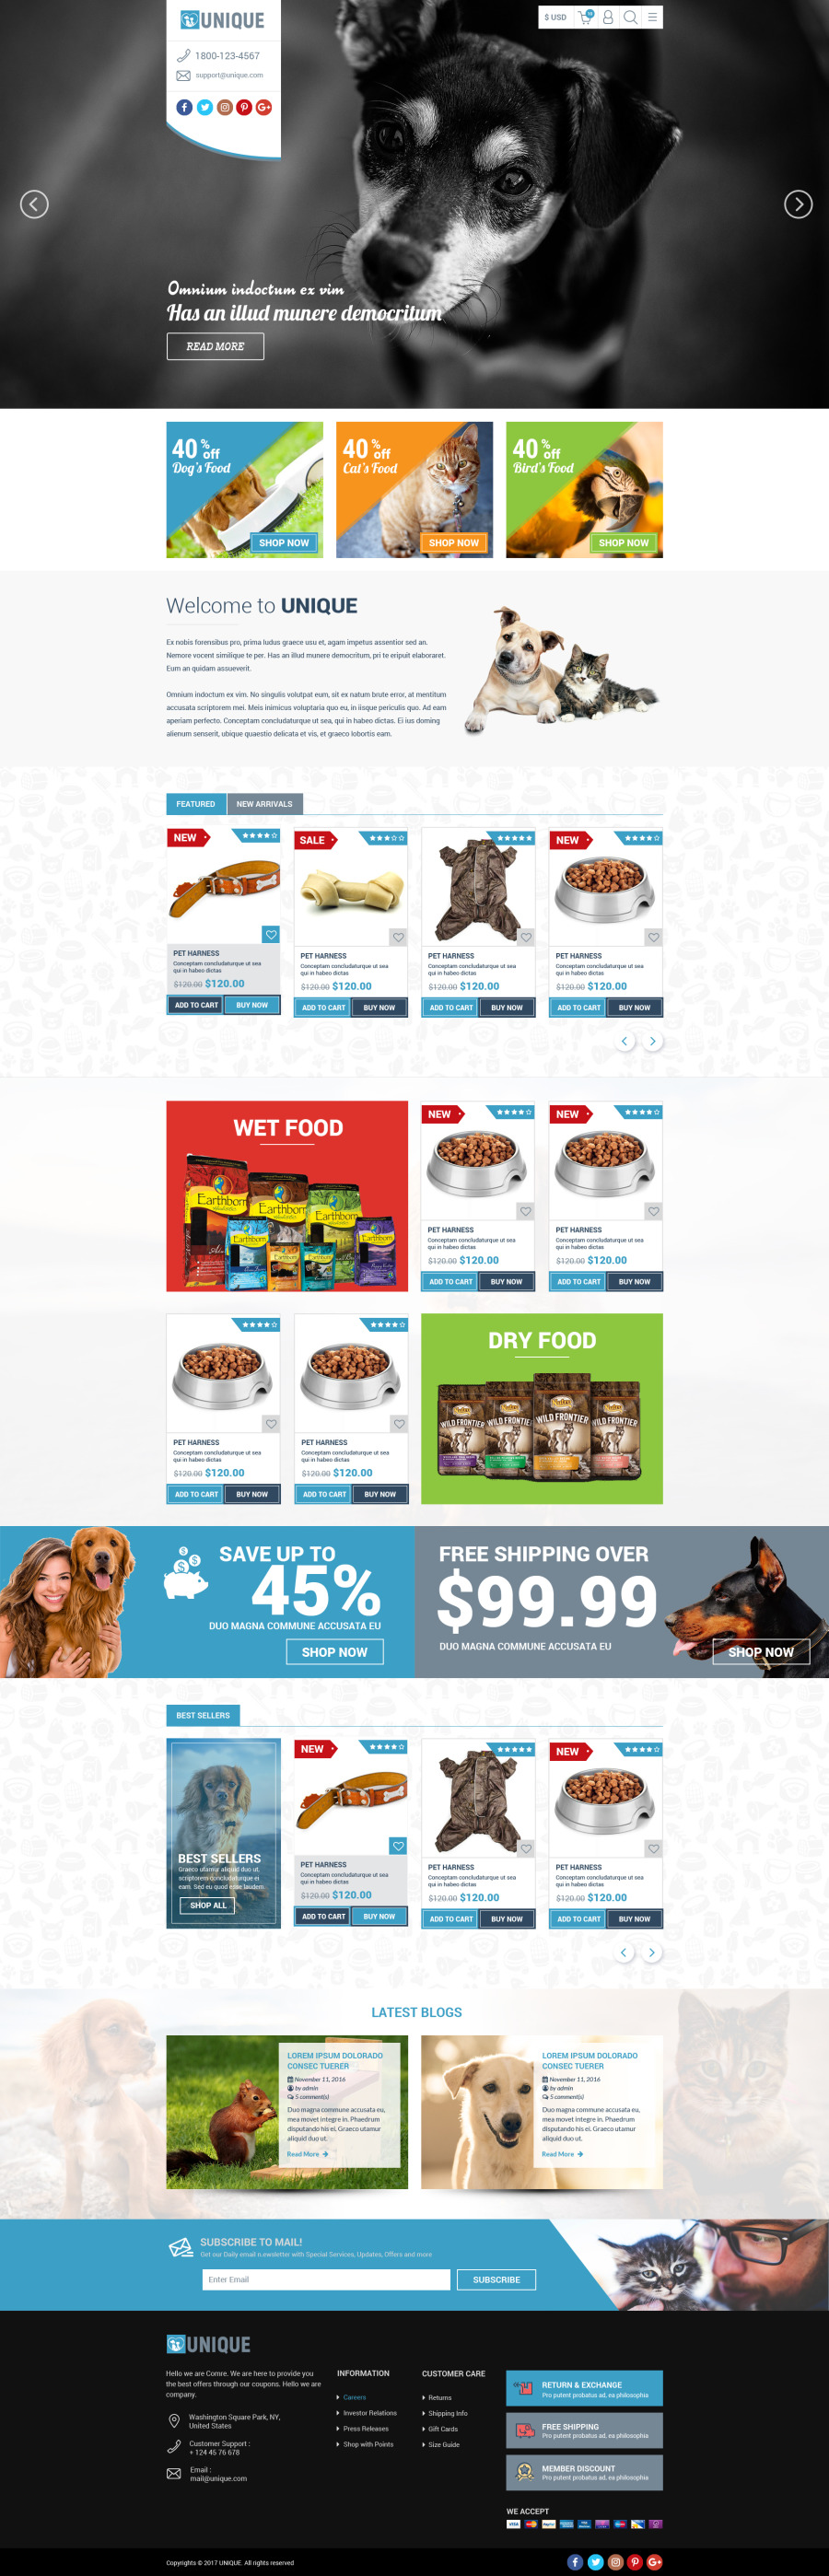 UNIQUE
$ USD
1800-123-4567
support@unique.com
Omnium indoctum ex vim
Has an illud munere democritum
READ MORE
40% off
Dog's Food
SHOP NOW
40% off
Cat's Food
SHOP NOW
40% off
Bird's Food
SHOP NOW
Welcome to UNIQUE
Ex nobis forensibus pro, prima ludus graece usu et, agam impetus assentior sed an.
Nemore vocent similique te per. Has an illud munere democritum, pri te eripuit elaboraret.
Eum an quidam assueverit.
Omnium indoctum ex vim. No singulis volutpat eum, sit ex natum brute error, at mentitum
accusata scriptorem mei. Meis inimicus voluptaria quo eu, in iisque periculis quo. Ad eam
aperiam perfecto. Conceptam concludaturque ut sea, qui in habeo dictas. Ei ius doming
alienum senserit, ubique quaestio delicata et vis, et graeco lobortis eam.
FEATURED
NEW ARRIVALS
NEW
PET HARNESS
Conceptam concludaturque ut sea
qui in habeo dictas
$120.00 $120.00
ADD TO CART
BUY NOW
SALE
PET HARNESS
Conceptam concludaturque ut sea
qui in habeo dictas
$120.00 $120.00
ADD TO CART
BUY NOW
PET HARNESS
Conceptam concludaturque ut sea
qui in habeo dictas
$120.00 $120.00
ADD TO CART
BUY NOW
NEW
PET HARNESS
Conceptam concludaturque ut sea
qui in habeo dictas
$120.00 $120.00
ADD TO CART
BUY NOW
WET FOOD
Earthborn
Earthborn
Earthborn
Earthborn
Earthborn
NEW
PET HARNESS
Conceptam concludaturque ut sea
qui in habeo dictas
$120.00 $120.00
ADD TO CART
BUY NOW
NEW
PET HARNESS
Conceptam concludaturque ut sea
qui in habeo dictas
$120.00 $120.00
ADD TO CART
BUY NOW
PET HARNESS
Conceptam concludaturque ut sea
qui in habeo dictas
$120.00 $120.00
ADD TO CART
BUY NOW
PET HARNESS
Conceptam concludaturque ut sea
qui in habeo dictas
$120.00 $120.00
ADD TO CART
BUY NOW
DRY FOOD
WILD FRONTIER
WILD FRONTIER
WILD FRONTIER
WILD FRONTIER
SAVE UP TO
45%
DUO MAGNA COMMUNE ACCUSATA EU
SHOP NOW
FREE SHIPPING OVER
$99.99
DUO MAGNA COMMUNE ACCUSATA EU
SHOP NOW
BEST SELLERS
BEST SELLERS
Graeco utamur aliquid duo ut,
scriptorem concludaturque ei
eam. Sed eu quod esse laudem.
SHOP ALL
NEW
PET HARNESS
Conceptam concludaturque ut sea
qui in habeo dictas
$120.00 $120.00
ADD TO CART
BUY NOW
PET HARNESS
Conceptam concludaturque ut sea
qui in habeo dictas
$120.00 $120.00
ADD TO CART
BUY NOW
NEW
PET HARNESS
Conceptam concludaturque ut sea
qui in habeo dictas
$120.00 $120.00
ADD TO CART
BUY NOW
LATEST BLOGS
LOREM IPSUM DOLORADO
CONSEC TUERER
November 11, 2016
by admin
5 comment(s)
Duo magna commune accusata eu,
mea movet integre in. Phaedrum
disputando his ei. Graeco utamur
aliquid duo ut.
Read More
LOREM IPSUM DOLORADO
CONSEC TUERER
November 11, 2016
by admin
5 comment(s)
Duo magna commune accusata eu,
mea movet integre in. Phaedrum
disputando his ei. Graeco utamur
aliquid duo ut.
Read More
SUBSCRIBE TO MAIL!
Get our Daily email n.ewsletter with Special Services, Updates, Offers and more
Enter Email
SUBSCRIBE
UNIQUE
Hello we are Comre. We are here to provide you
the best offers through our coupons. Hello we are
company.
Washington Square Park, NY,
United States
Customer Support :
+ 124 45 76 678
Email :
mail@unique.com
INFORMATION
Careers
Investor Relations
Press Releases
Shop with Points
CUSTOMER CARE
Returns
Shipping Info
Gift Cards
Size Guide
RETURN & EXCHANGE
Pro putent probatus ad, ea philosophia
FREE SHIPPING
Pro putent probatus ad, ea philosophia
MEMBER DISCOUNT
Pro putent probatus ad, ea philosophia
WE ACCEPT
VISA
Copyrights © 2017 UNIQUE. All rights reserved